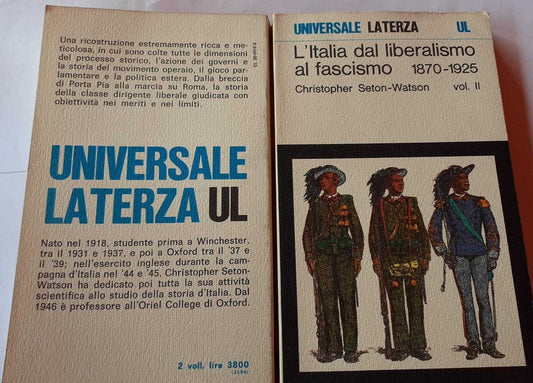 Una ricostruzione estremamente ricca e me-
ticolosa, in cui sono colte tutte le dimensioni
del processo storico, l'azione dei governi e
la storia del movimento operaio, il gioco par-
lamentare e la politica estera. Dalla breccia
di Porta Pia alla marcia su Roma, la storia
della classe dirigente liberale giudicata con
obiettività nei meriti e nei limiti.
UNIVERSALE
LATERZA UL
Nato nel 1918, studente prima a Winchester,
tra il 1931 e 1937, e poi a Oxford tra il '37 e
il '39; nell'esercito inglese durante la cam-
pagna d'Italia nel '44 e '45, Christopher Seton-
Watson ha dedicato poi tutta la sua attività
scientifica allo studio della storia d'Italia. Dal
1946 è professore all'Oriel College di Oxford.
2 voll. lire 3800
UNIVERSALE LATERZA UL
L'Italia dal liberalismo
al fascismo 1870-1925
Christopher Seton-Watson vol. II